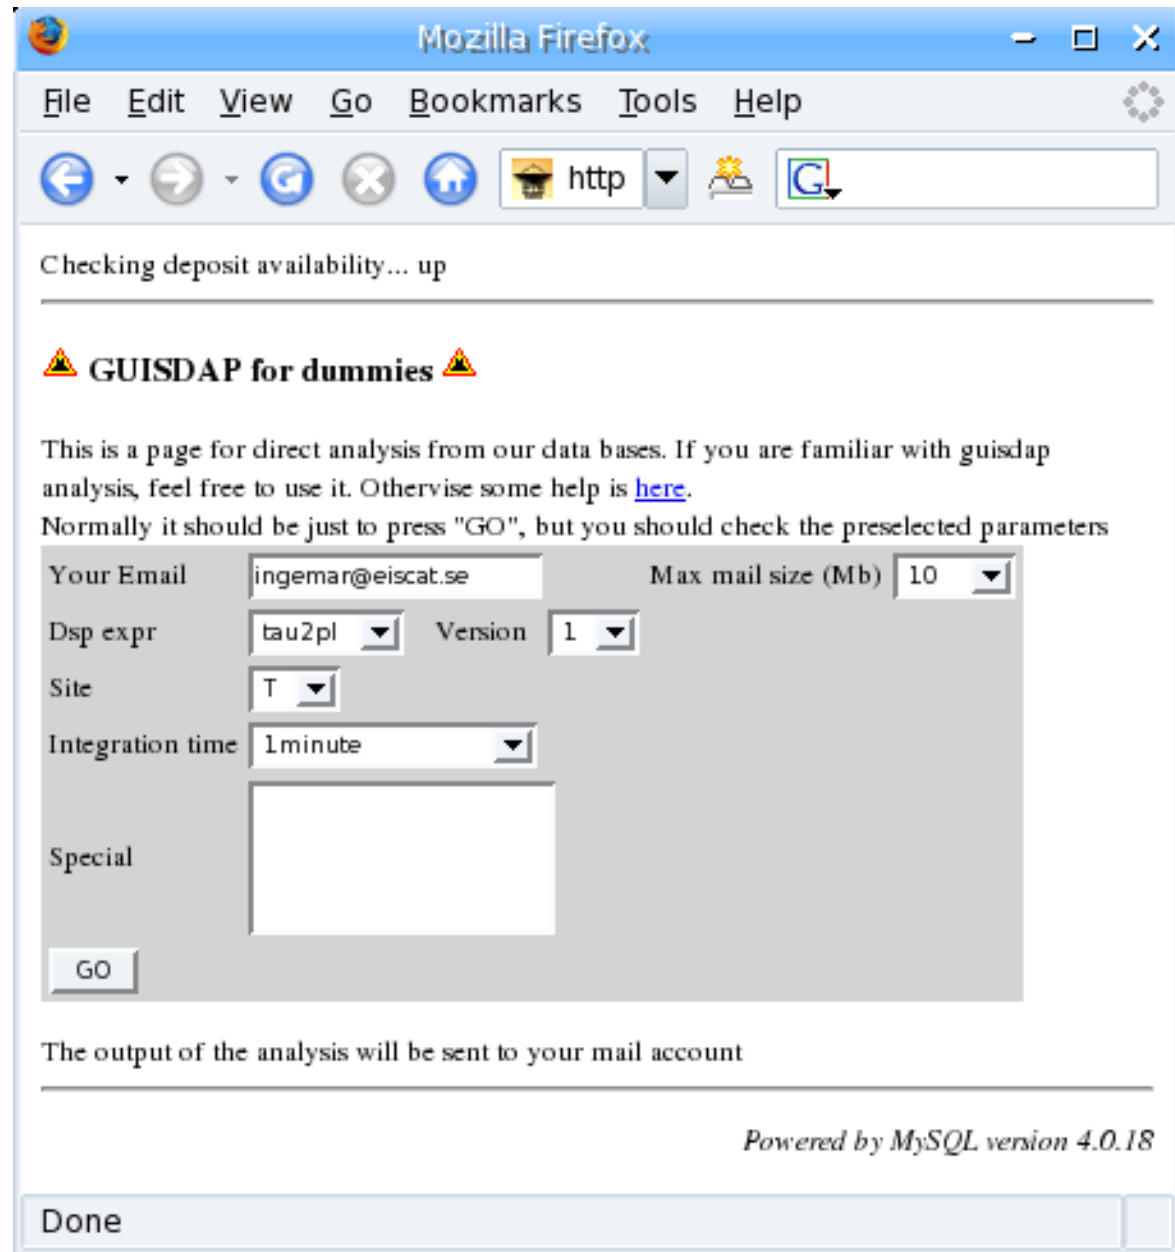 Mozilla Firefox
File Edit View Go Bookmarks Tools Help
http G
Checking deposit availability... up
GUISDAP for dummies
This is a page for direct analysis from our data bases. If you are familiar with guisdap
analysis, feel free to use it. Othervise some help is here.
Normally it should be just to press "GO", but you should check the preselected parameters
Your Email ingemar@eiscat.se Max mail size (Mb) 10
Dsp expr tau2pl Version 1
Site T
Integration time 1minute
Special
GO
The output of the analysis will be sent to your mail account
Powered by MySQL version 4.0.18
Done